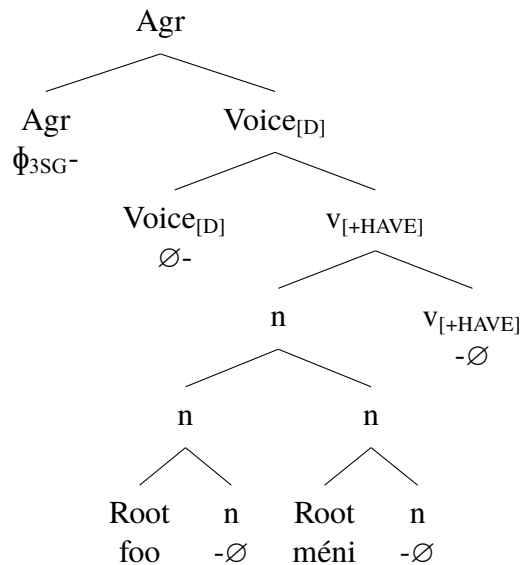 Agr
Agr Voice[D]
ϕ3SG-
Voice[D] v[+HAVE]
∅-
n v[+HAVE]
-∅
n n
Root n Root n
foo -∅ méni -∅